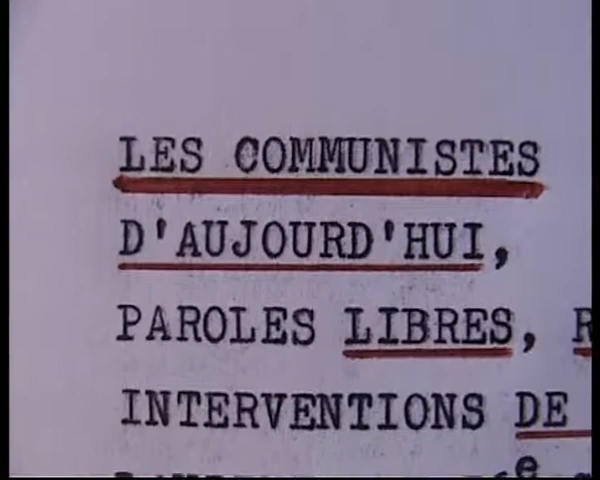 LES COMMUNISTES
D'AUJOURD'HUI,
PAROLES LIBRES,
INTERVENTIONS DE